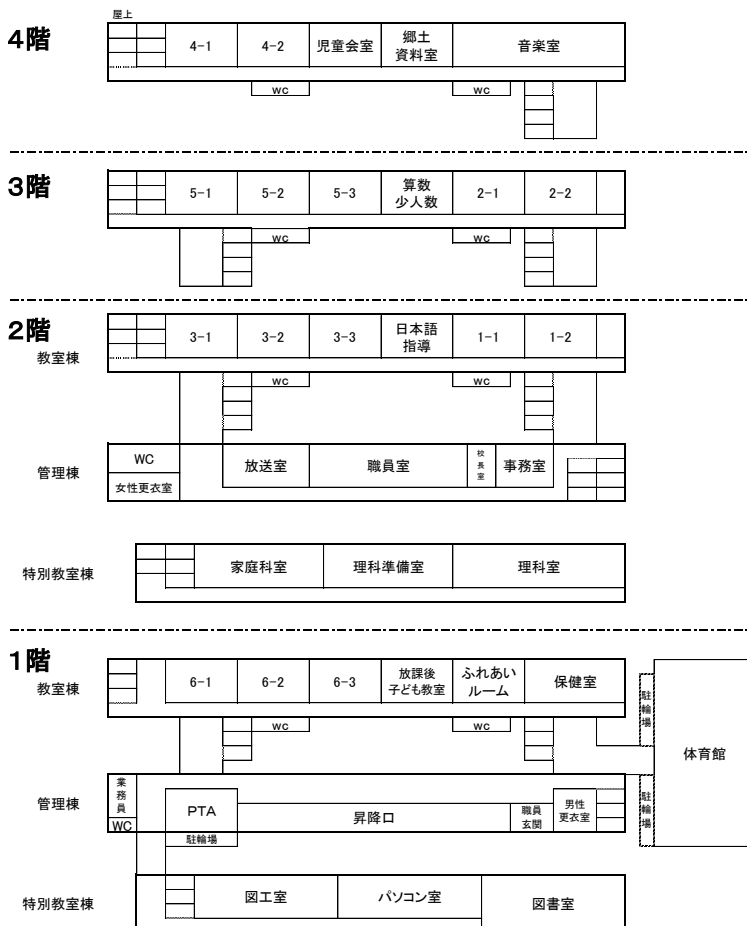 屋上
4階
4-1
4-2
児童会室
郷土
資料室
音楽室
WC
WC
3階
5-1
5-2
5-3
算数
少人数
2-1
2-2
WC
WC
2階
教室棟
3-1
3-2
3-3
日本語
指導
1-1
1-2
WC
WC
管理棟
WC
女性更衣室
放送室
職員室
校長室
事務室
特別教室棟
家庭科室
理科準備室
理科室
1階
教室棟
6-1
6-2
6-3
放課後
子ども教室
ふれあい
ルーム
保健室
WC
WC
駐輪場
体育館
管理棟
業務員
WC
PTA
駐輪場
昇降口
職員
玄関
男性
更衣室
駐輪場
特別教室棟
図工室
パソコン室
図書室